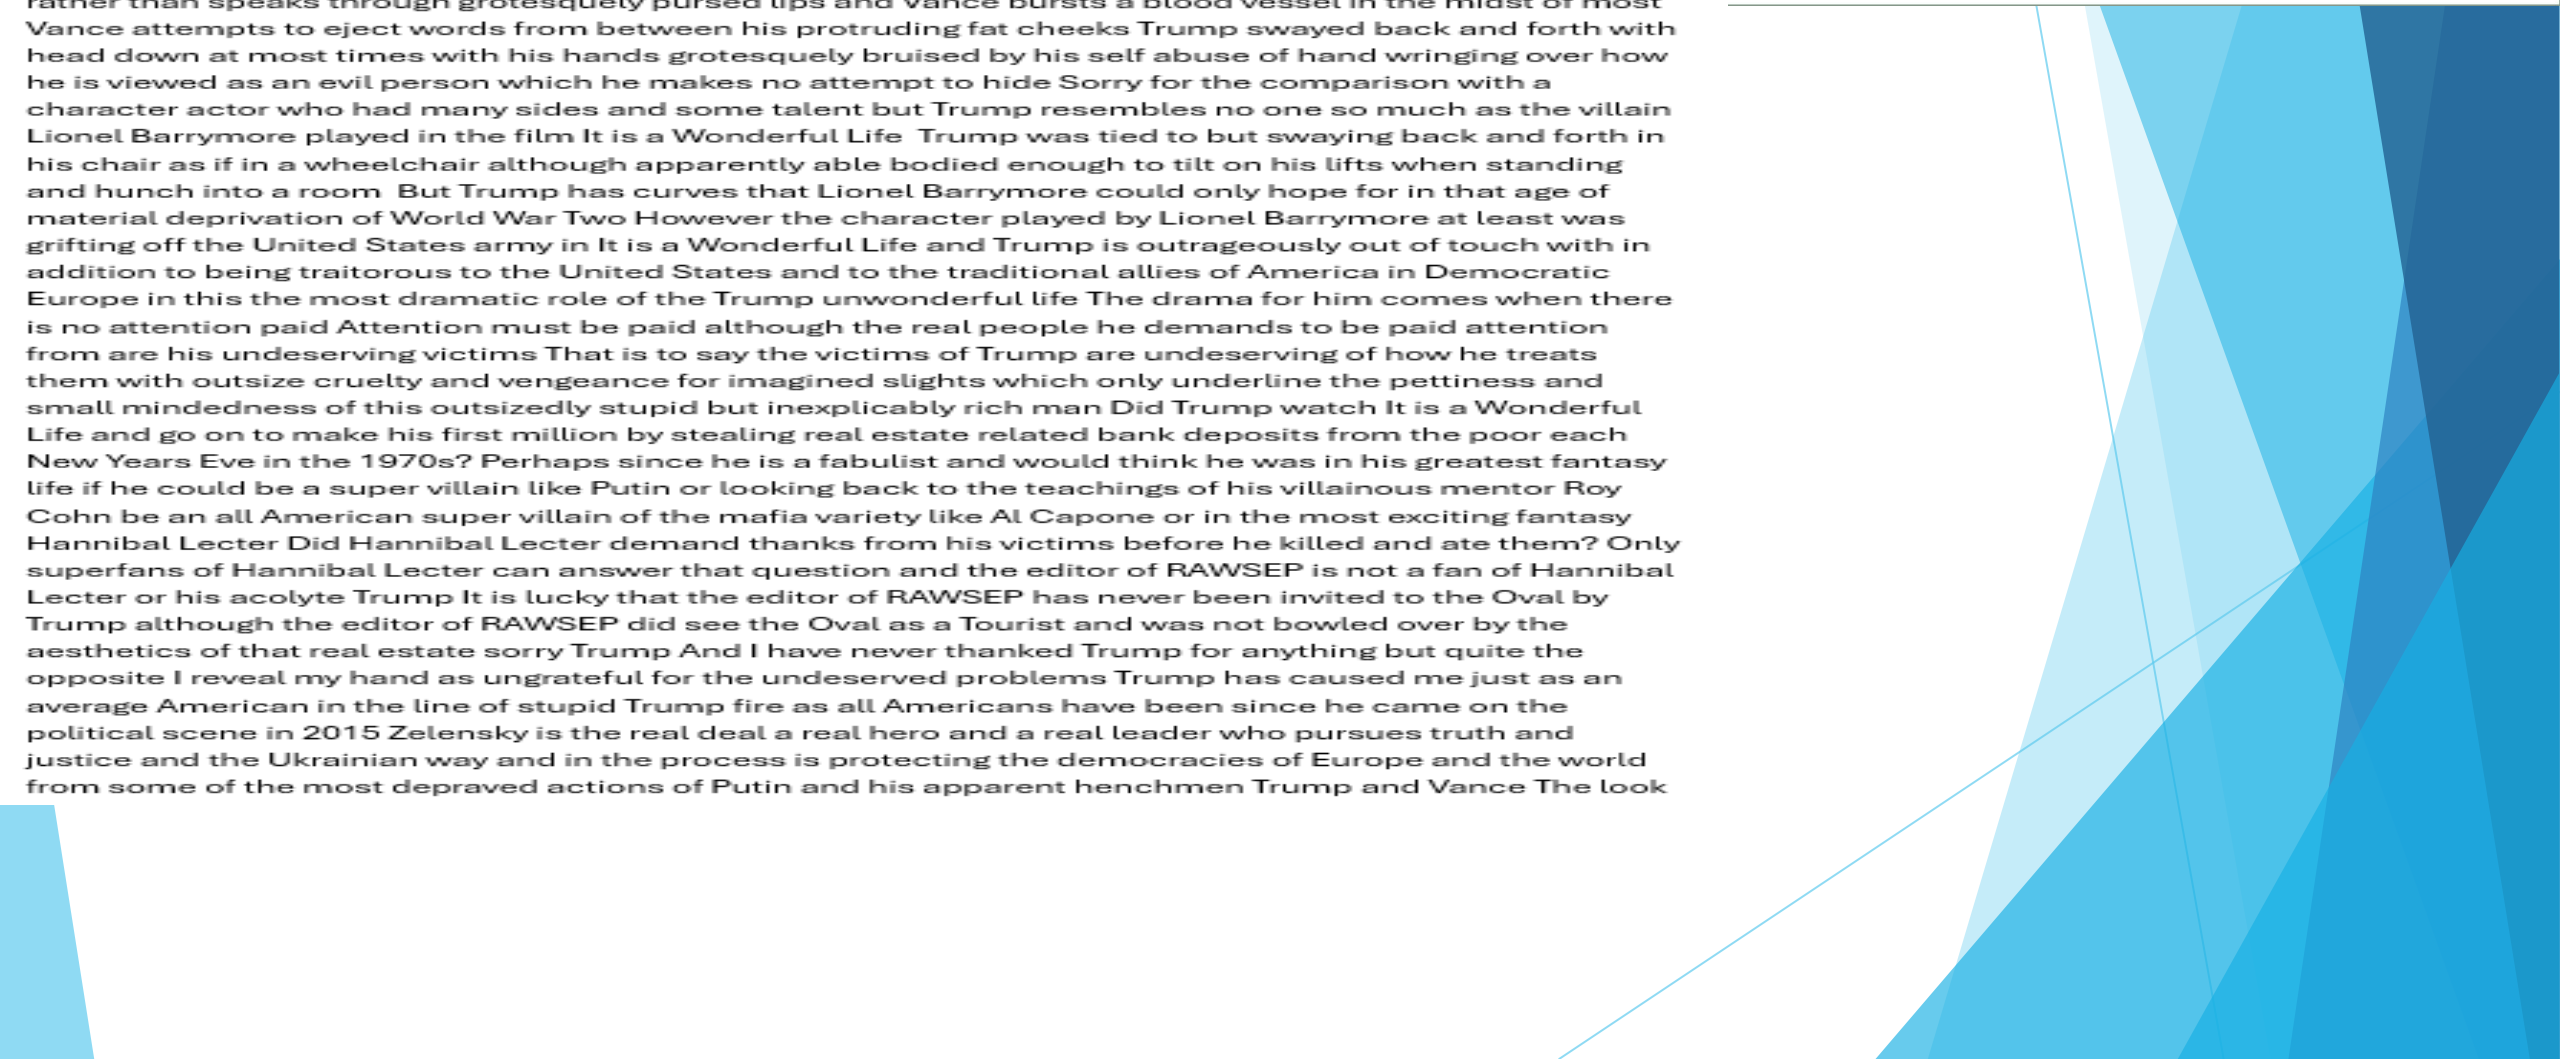 rather than speaks through grotesquely pursed lips and Vance bursts a blood vessel in the midst of most
Vance attempts to eject words from between his protruding fat cheeks Trump swayed back and forth with
head down at most times with his hands grotesquely bruised by his self abuse of hand wringing over how
he is viewed as an evil person which he makes no attempt to hide Sorry for the comparison with a
character actor who had many sides and some talent but Trump resembles no one so much as the villain
Lionel Barrymore played in the film It is a Wonderful Life  Trump was tied to but swaying back and forth in
his chair as if in a wheelchair although apparently able bodied enough to tilt on his lifts when standing
and hunch into a room  But Trump has curves that Lionel Barrymore could only hope for in that age of
material deprivation of World War Two However the character played by Lionel Barrymore at least was
grifting off the United States army in It is a Wonderful Life and Trump is outrageously out of touch with in
addition to being traitorous to the United States and to the traditional allies of America in Democratic
Europe in this the most dramatic role of the Trump unwonderful life The drama for him comes when there
is no attention paid Attention must be paid although the real people he demands to be paid attention
from are his undeserving victims That is to say the victims of Trump are undeserving of how he treats
them with outsize cruelty and vengeance for imagined slights which only underline the pettiness and
small mindedness of this outsizedly stupid but inexplicably rich man Did Trump watch It is a Wonderful
Life and go on to make his first million by stealing real estate related bank deposits from the poor each
New Years Eve in the 1970s? Perhaps since he is a fabulist and would think he was in his greatest fantasy
life if he could be a super villain like Putin or looking back to the teachings of his villainous mentor Roy
Cohn be an all American super villain of the mafia variety like Al Capone or in the most exciting fantasy
Hannibal Lecter Did Hannibal Lecter demand thanks from his victims before he killed and ate them? Only
superfans of Hannibal Lecter can answer that question and the editor of RAWSEP is not a fan of Hannibal
Lecter or his acolyte Trump It is lucky that the editor of RAWSEP has never been invited to the Oval by
Trump although the editor of RAWSEP did see the Oval as a Tourist and was not bowled over by the
aesthetics of that real estate sorry Trump And I have never thanked Trump for anything but quite the
opposite I reveal my hand as ungrateful for the undeserved problems Trump has caused me just as an
average American in the line of stupid Trump fire as all Americans have been since he came on the
political scene in 2015 Zelensky is the real deal a real hero and a real leader who pursues truth and
justice and the Ukrainian way and in the process is protecting the democracies of Europe and the world
from some of the most depraved actions of Putin and his apparent henchmen Trump and Vance The look